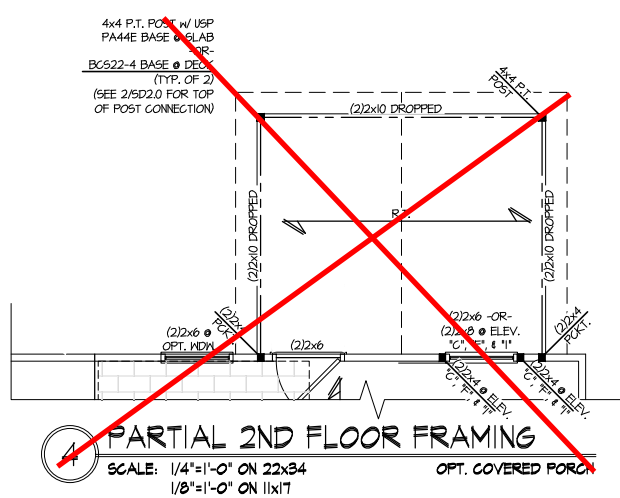 4x4 P.T. POST w/ USP
PA44E BASE @ SLAB
-OR-
BCS22-4 BASE @ DECK
(TYP. OF 2)
(SEE 2/SD2.0 FOR TOP
OF POST CONNECTION)
4x4 P.T.
POST
(2)2x10 DROPPED
(2)2x10 DROPPED
(2)2x10 DROPPED
R.T.
(2)2x6 @
OPT. WDW
PCKT.
(2)2x6
(2)2x6 -OR-
(2)2x8 @ ELEV.
"C", "F", & "I"
(2)2x4
PCKT.
(2)2x4 @ ELEV.
(2)2x4 @ ELEV.
4
PARTIAL 2ND FLOOR FRAMING
SCALE: 1/4"=1'-0" ON 22x34
1/8"=1'-0" ON 11x17
OPT. COVERED PORCH